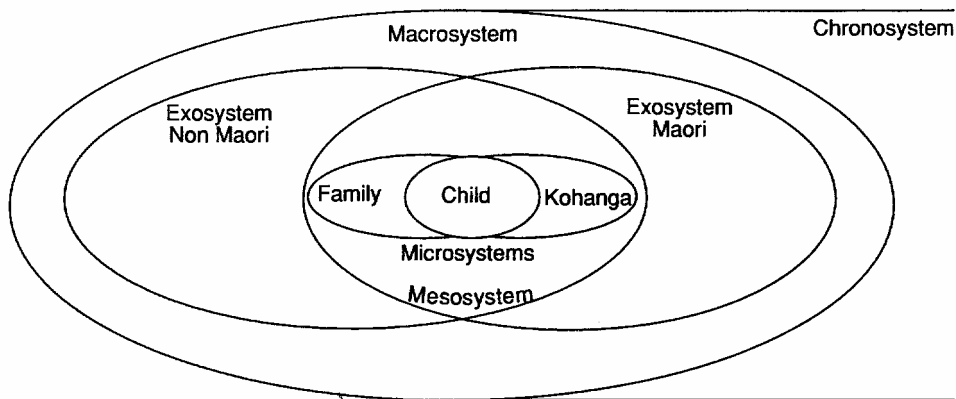 Macrosystem
Chronosystem
Exosystem
Non Maori
Exosystem
Maori
Family
Child
Kohanga
Microsystems
Mesosystem